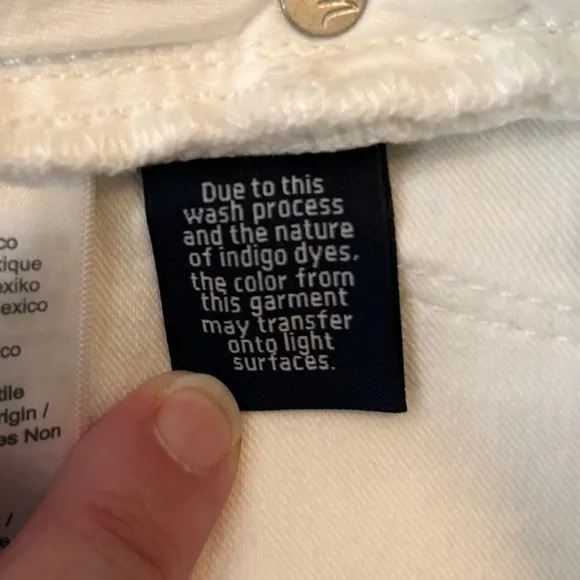 Due to this
wash process
and the nature
of indigo dyes,
the color from
this garment
may transfer
onto light
surfaces.
co
tique
exiko
exico
co
tile
rigin /
es Non
/